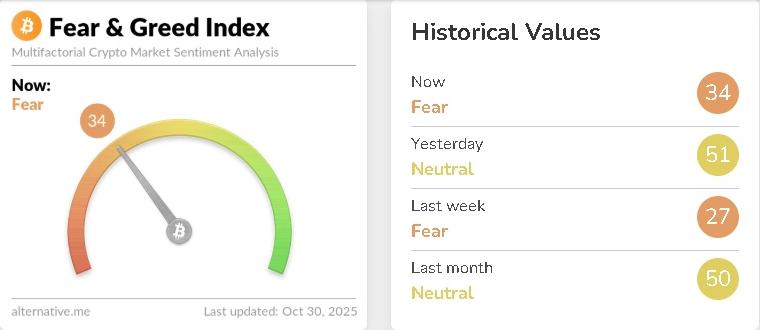 Fear & Greed Index
Multifactorial Crypto Market Sentiment Analysis
Now:
Fear
34
alternative.me
Last updated: Oct 30, 2025
Historical Values
Now
Fear
34
Yesterday
Neutral
51
Last week
Fear
27
Last month
Neutral
50